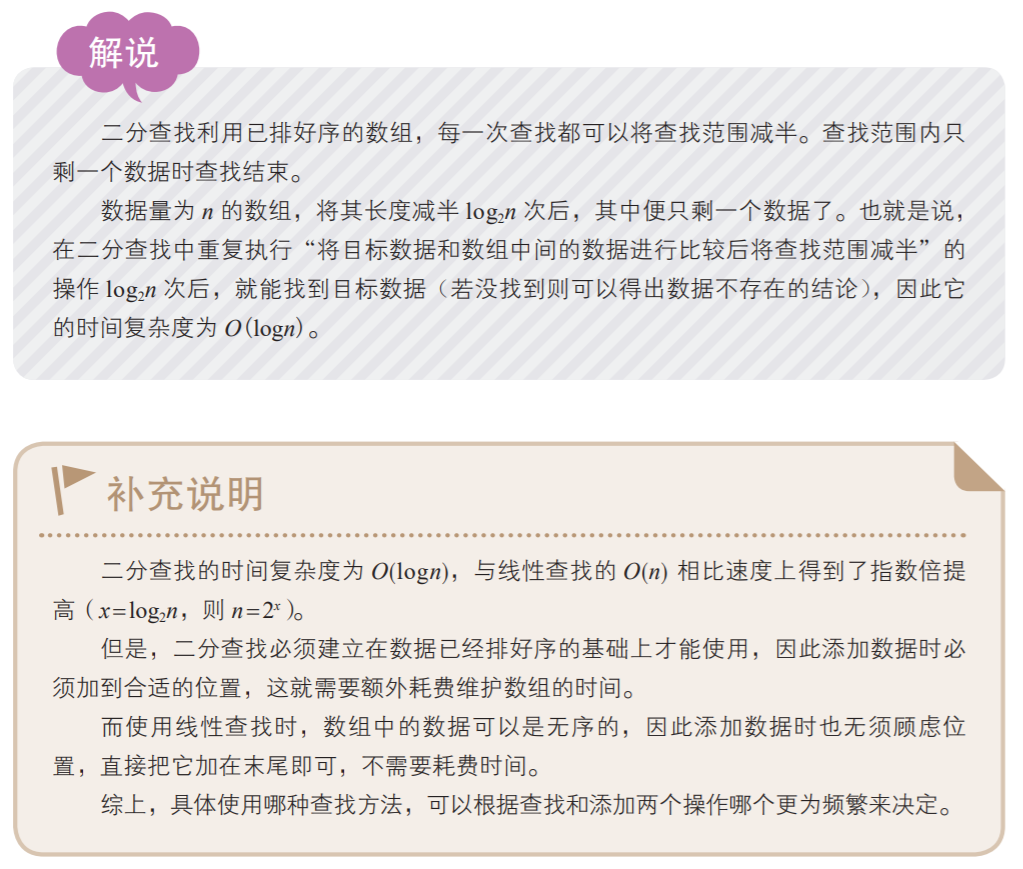 解说
二分查找利用已排好序的数组，每一次查找都可以将查找范围减半。查找范围内只
剩一个数据时查找结束。
数据量为 n 的数组，将其长度减半 log₂n 次后，其中便只剩一个数据了。也就是说，
在二分查找中重复执行“将目标数据和数组中间的数据进行比较后将查找范围减半”的
操作 log₂n 次后，就能找到目标数据（若没找到则可以得出数据不存在的结论），因此它
的时间复杂度为 O(logn)。
补充说明
二分查找的时间复杂度为 O(logn)，与线性查找的 O(n) 相比速度上得到了指数倍提
高（x=log₂n，则 n=2ˣ）。
但是，二分查找必须建立在数据已经排好序的基础上才能使用，因此添加数据时必
须加到合适的位置，这就需要额外耗费维护数组的时间。
而使用线性查找时，数组中的数据可以是无序的，因此添加数据时也无须顾虑位
置，直接把它加在末尾即可，不需要耗费时间。
综上，具体使用哪种查找方法，可以根据查找和添加两个操作哪个更为频繁来决定。